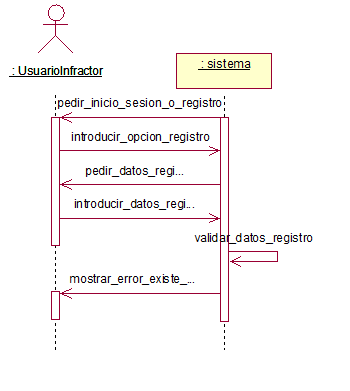 : UsuarioInfractor
: sistema
pedir_inicio_sesion_o_registro
introducir_opcion_registro
pedir_datos_regi...
introducir_datos_regi...
validar_datos_registro
mostrar_error_existe_...